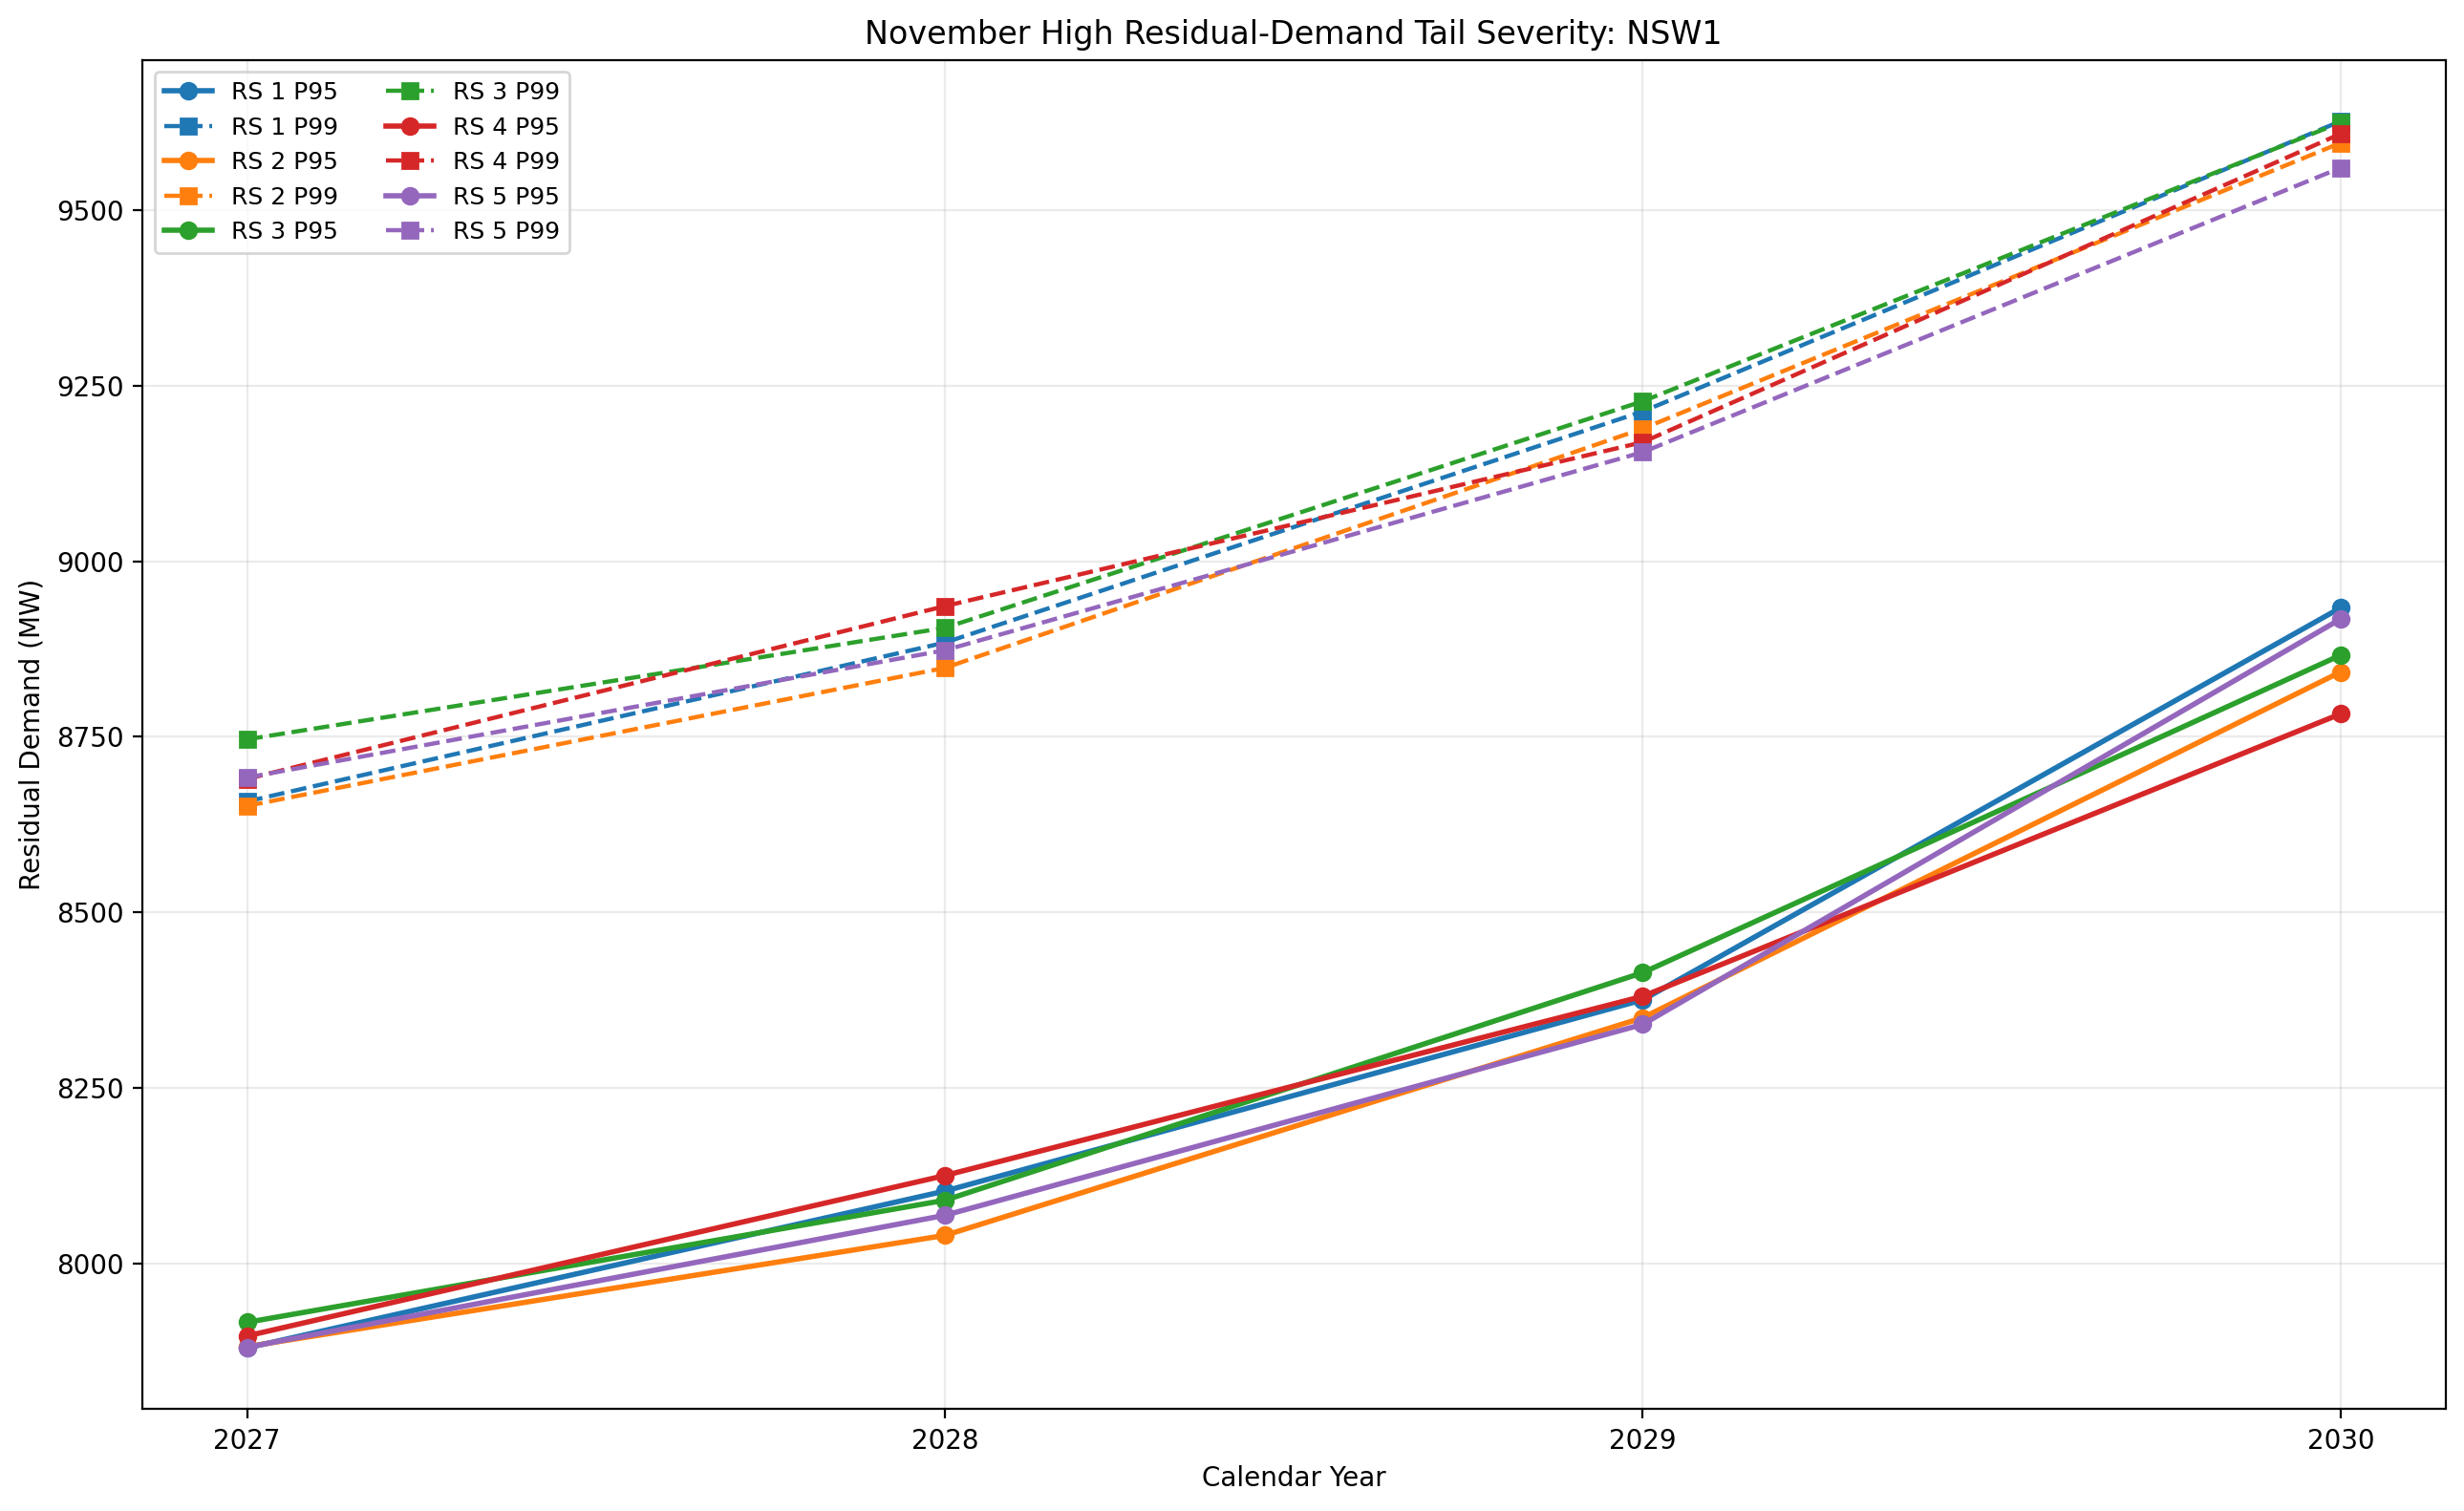 November High Residual-Demand Tail Severity: NSW1
RS 1 P95
RS 1 P99
RS 2 P95
RS 2 P99
RS 3 P95
RS 3 P99
RS 4 P95
RS 4 P99
RS 5 P95
RS 5 P99
Residual Demand (MW)
9500
9250
9000
8750
8500
8250
8000
2027
2028
2029
2030
Calendar Year